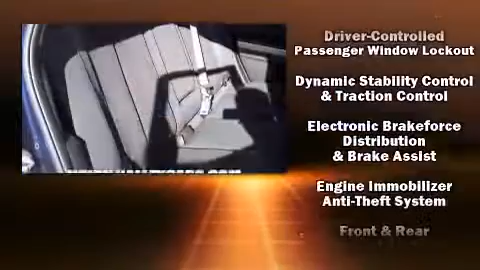 Driver-Controlled
Passenger Window Lockout
Dynamic Stability Control
& Traction Control
Electronic Brakeforce
Distribution
& Brake Assist
Engine Immobilizer
Anti-Theft System
Front & Rear